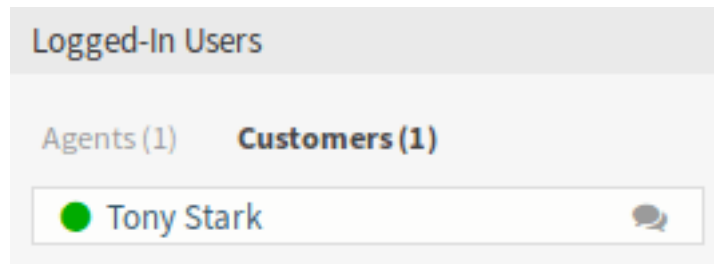 Logged-In Users
Agents (1) Customers (1)
Tony Stark